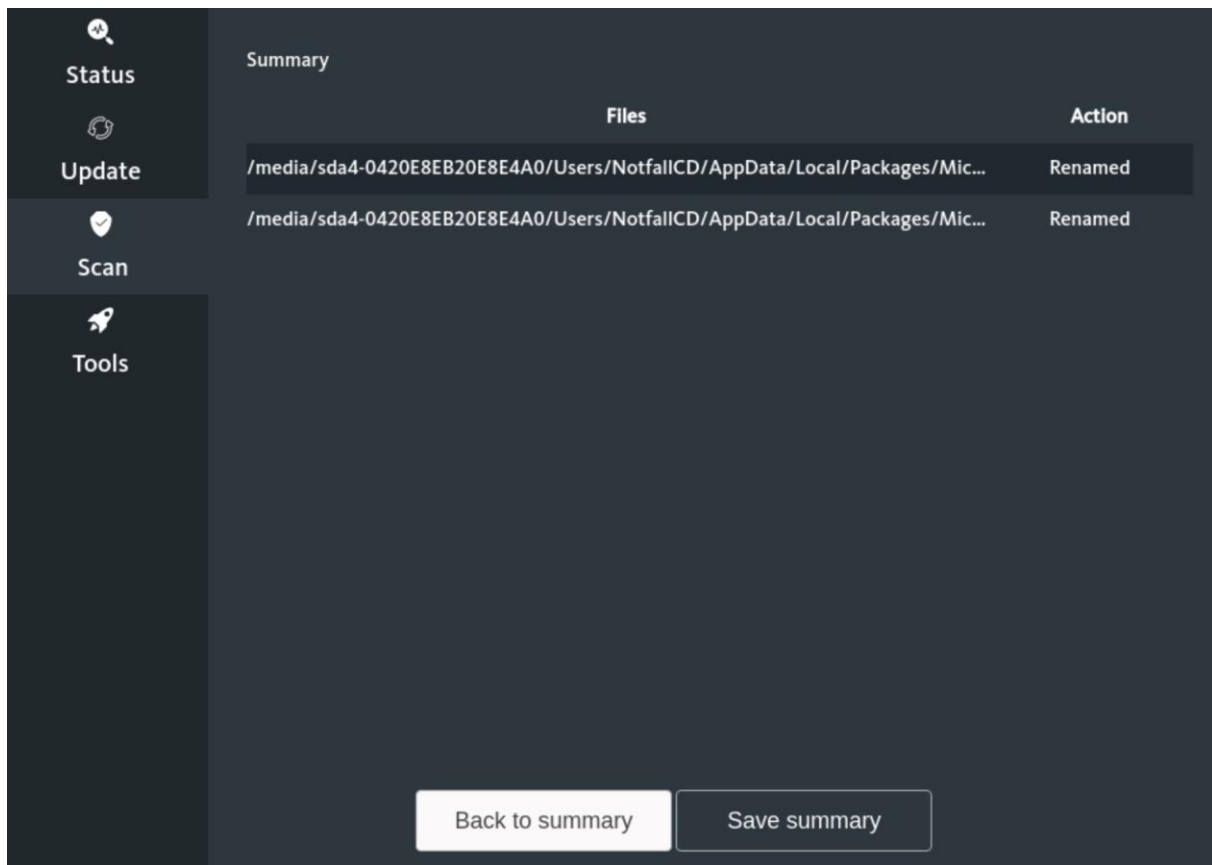 Status
Update
Scan
Tools
Summary
Files Action
/media/sda4-0420E8EB20E8E4A0/Users/NotfallCD/AppData/Local/Packages/Mic... Renamed
/media/sda4-0420E8EB20E8E4A0/Users/NotfallCD/AppData/Local/Packages/Mic... Renamed
Back to summary Save summary